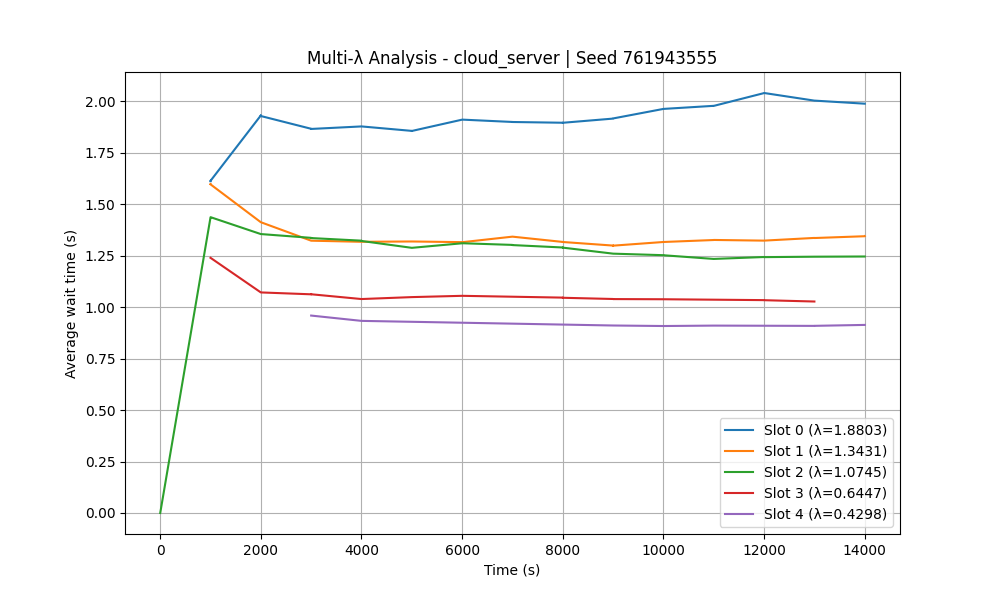 Multi-λ Analysis - cloud_server | Seed 761943555
Average wait time (s)
2.00
1.75
1.50
1.25
1.00
0.75
0.50
0.25
0.00
Slot 0 (λ=1.8803)
Slot 1 (λ=1.3431)
Slot 2 (λ=1.0745)
Slot 3 (λ=0.6447)
Slot 4 (λ=0.4298)
0 2000 4000 6000 8000 10000 12000 14000
Time (s)